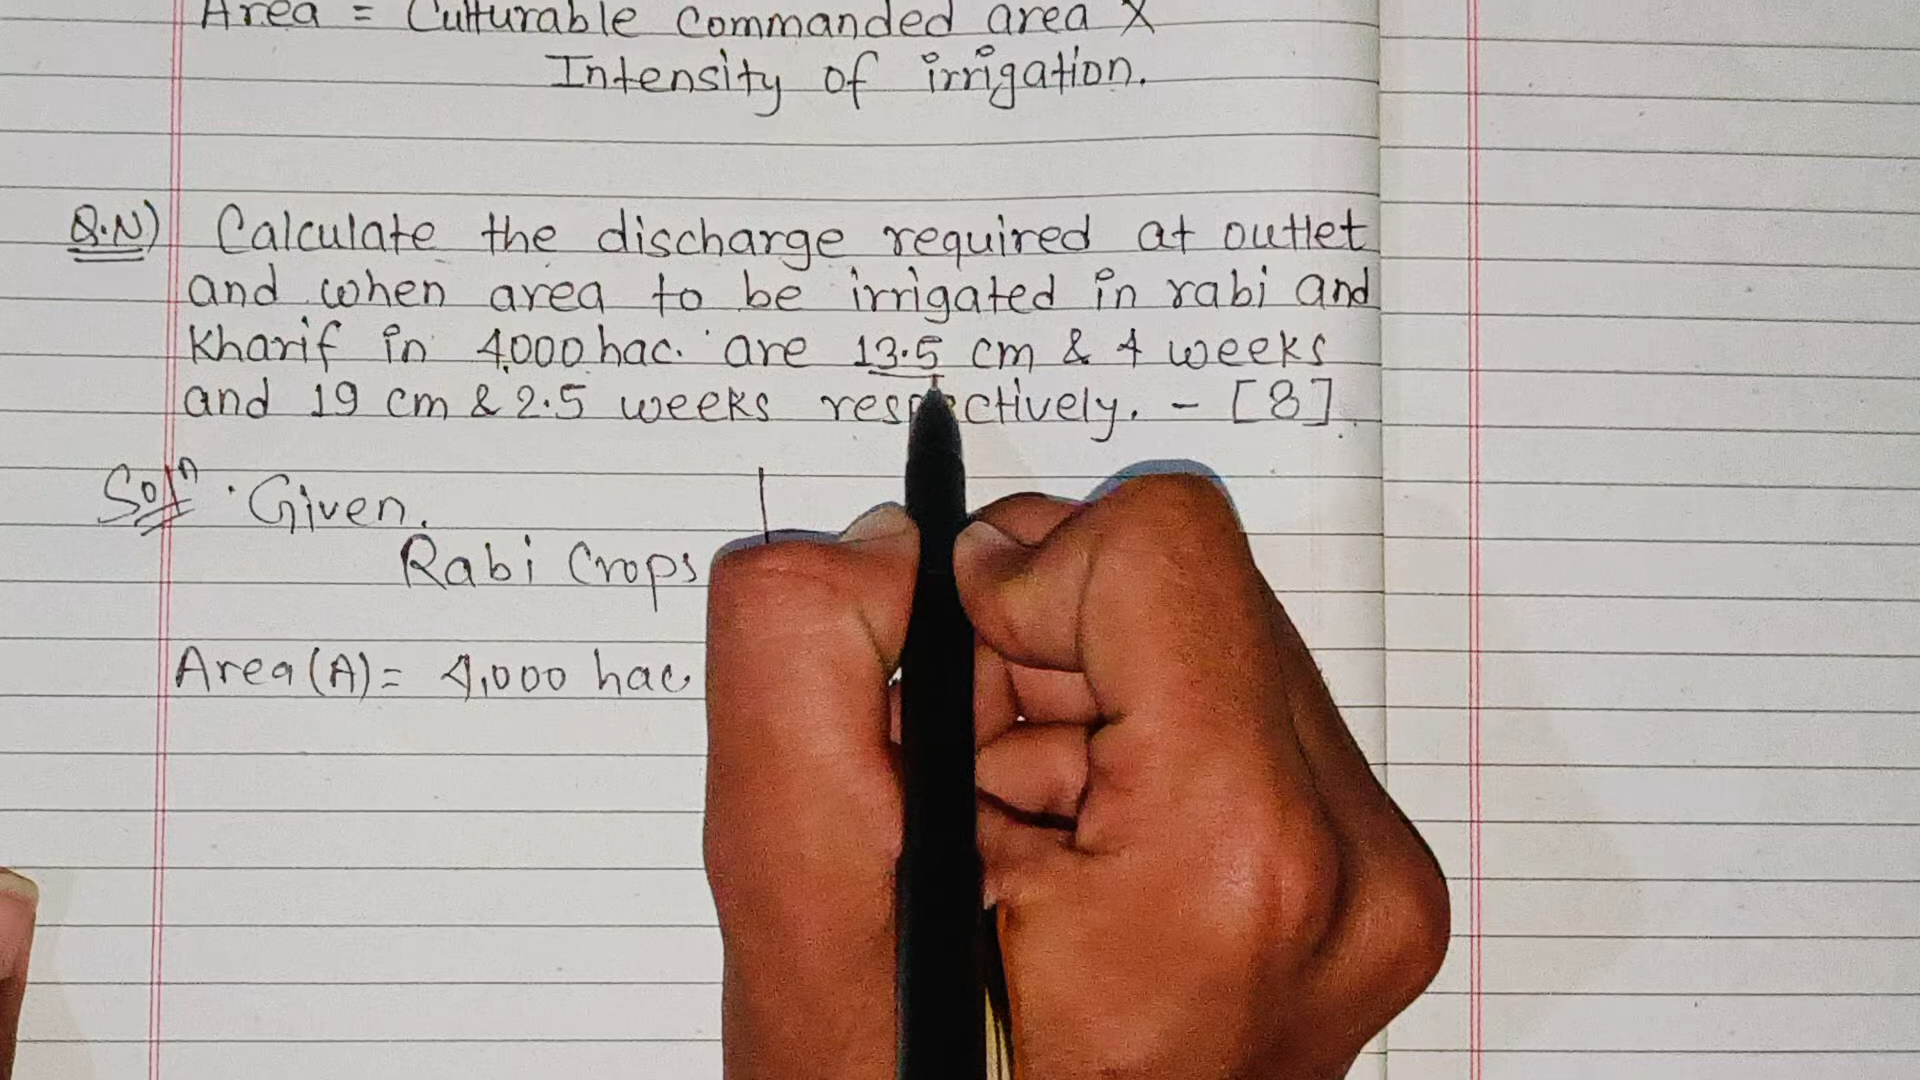 Area = Culturable Commanded area X
Intensity of irrigation.
Q.N) Calculate the discharge required at outlet
and when area to be irrigated in rabi and
Kharif in 4,000 hac. are 13.5 cm & 4 weeks
and 19 cm & 2.5 weeks respectively. - [8]
Solⁿ. Given.
Rabi Crops
Area(A) = 4,000 hac.